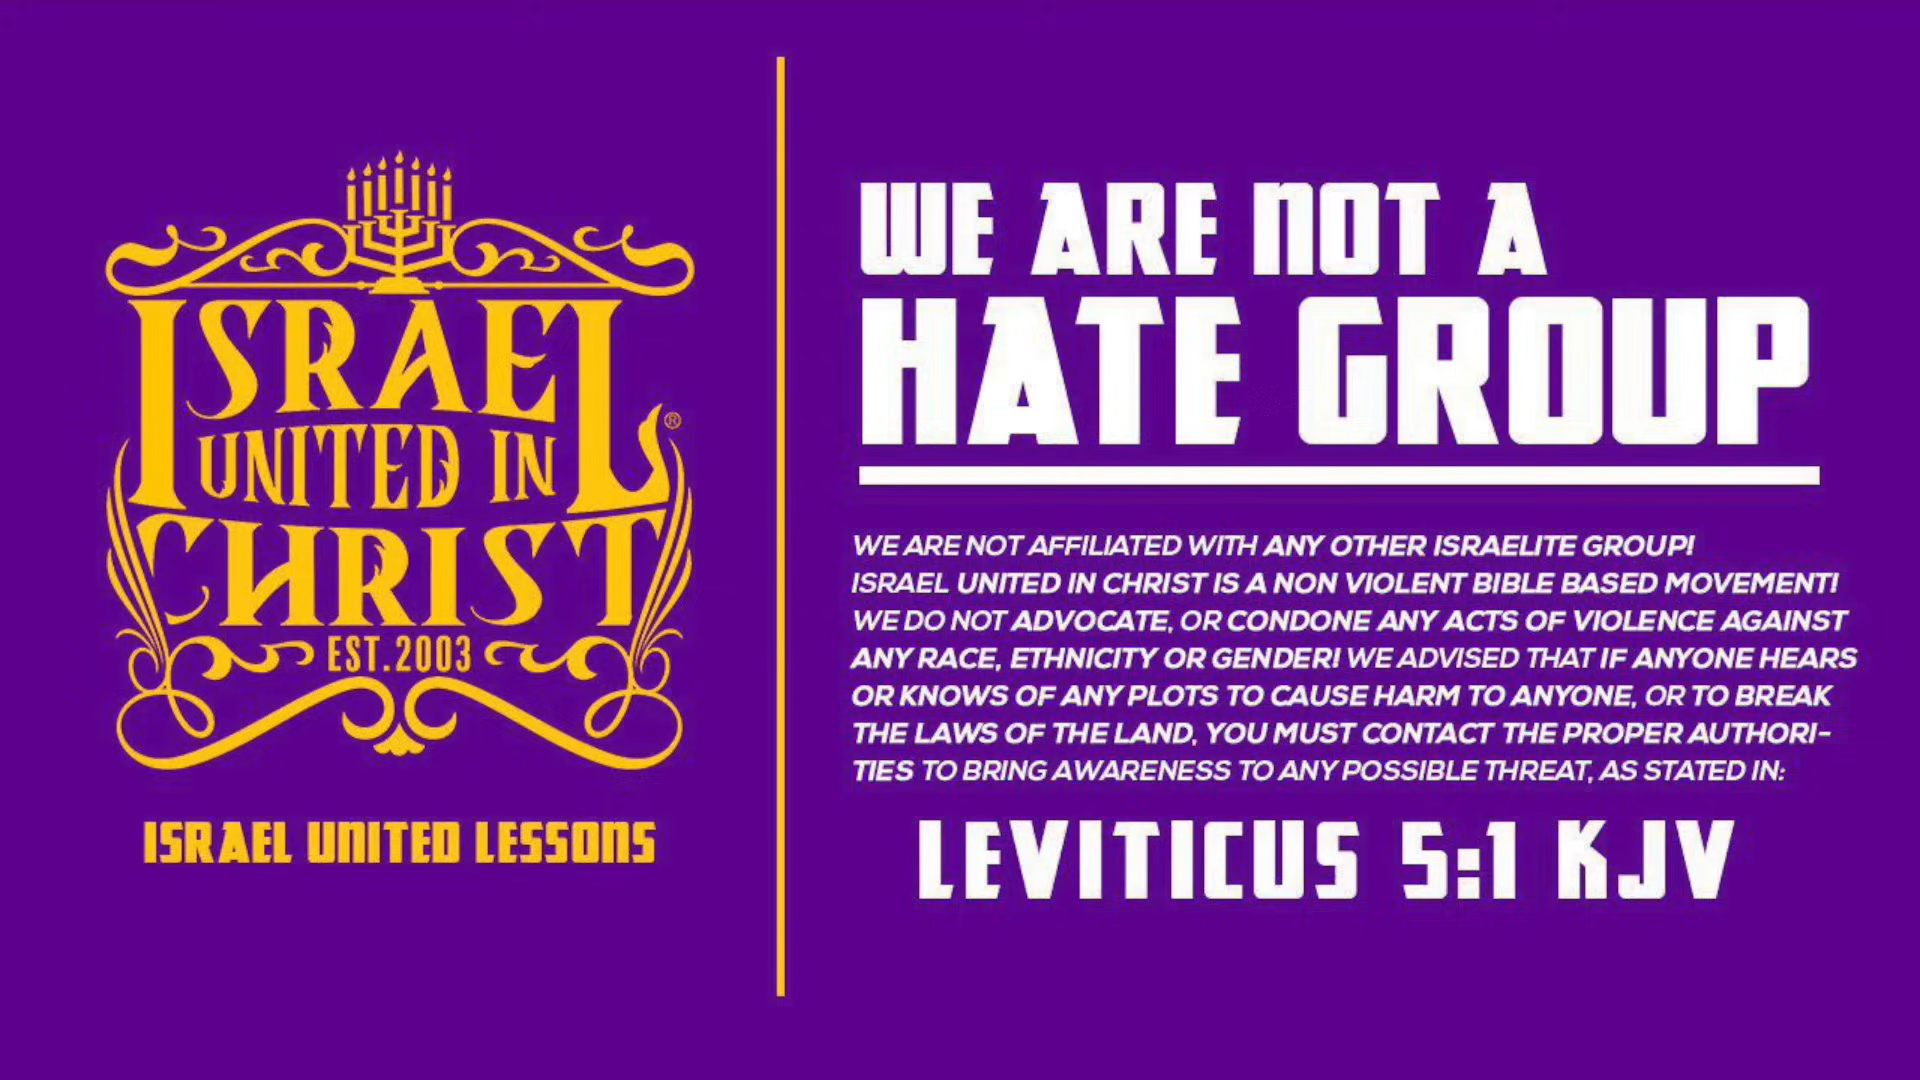 ISRAEL
UNITED IN
CHRIST
®
EST.2003
ISRAEL UNITED LESSONS
WE ARE NOT A
HATE GROUP
WE ARE NOT AFFILIATED WITH ANY OTHER ISRAELITE GROUP!
ISRAEL UNITED IN CHRIST IS A NON VIOLENT BIBLE BASED MOVEMENT!
WE DO NOT ADVOCATE, OR CONDONE ANY ACTS OF VIOLENCE AGAINST
ANY RACE, ETHNICITY OR GENDER! WE ADVISED THAT IF ANYONE HEARS
OR KNOWS OF ANY PLOTS TO CAUSE HARM TO ANYONE, OR TO BREAK
THE LAWS OF THE LAND, YOU MUST CONTACT THE PROPER AUTHORI-
TIES TO BRING AWARENESS TO ANY POSSIBLE THREAT, AS STATED IN:
LEVITICUS 5:1 KJV